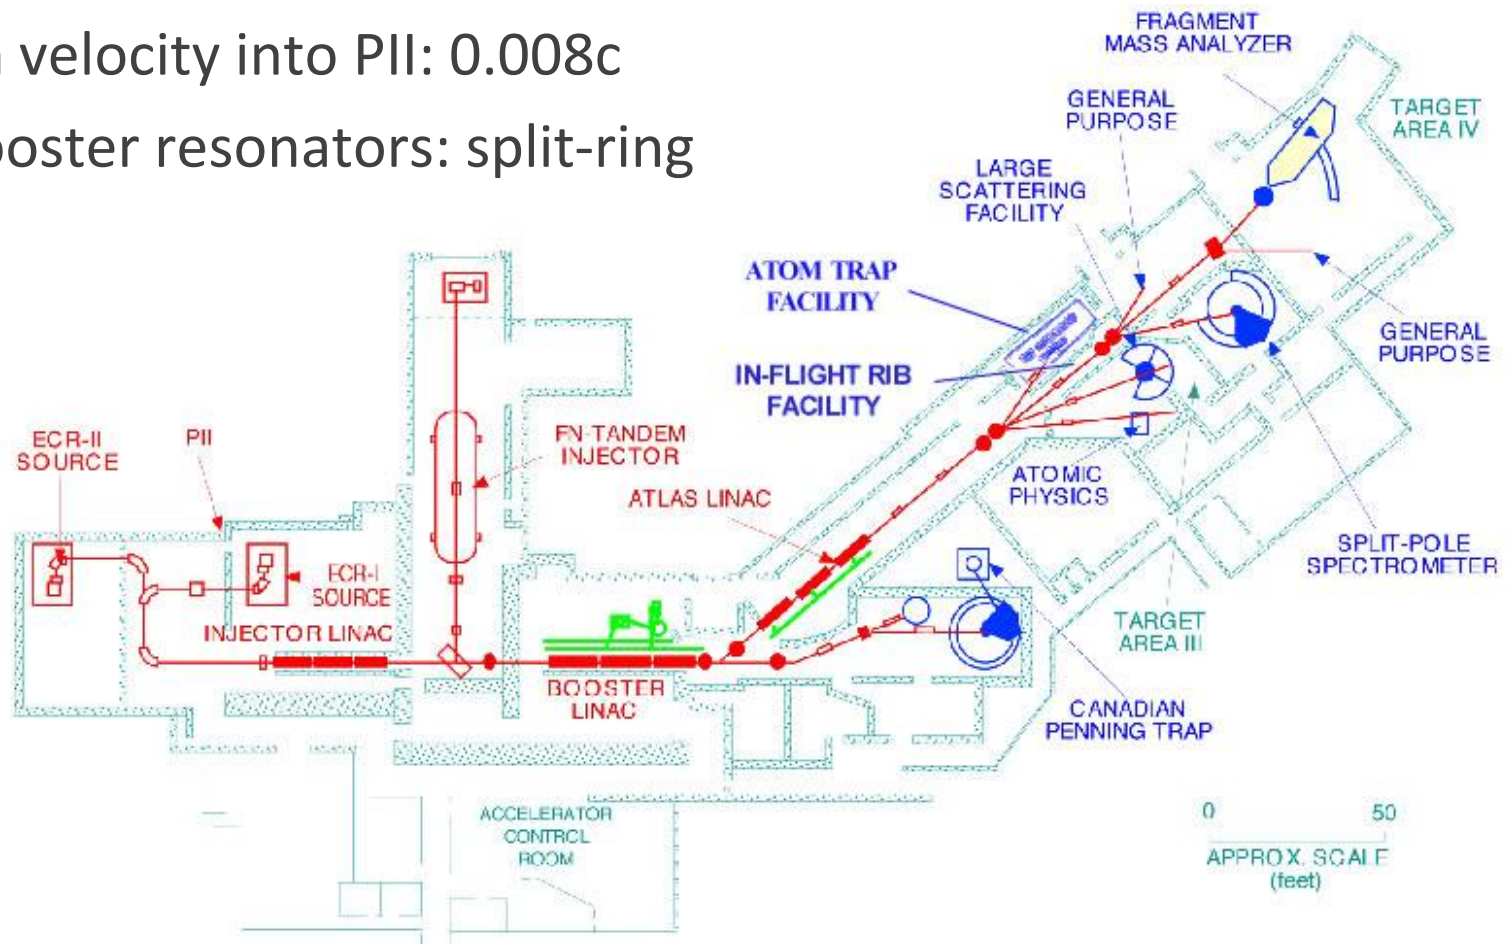 velocity into PII: 0.008c
ooster resonators: split-ring
FRAGMENT
MASS ANALYZER
GENERAL
PURPOSE
TARGET
AREA IV
LARGE
SCATTERING
FACILITY
ATOM TRAP
FACILITY
GENERAL
PURPOSE
IN-FLIGHT RIB
FACILITY
ECR-II
SOURCE
PII
FN-TANDEM
INJECTOR
ATLAS LINAC
ATOMIC
PHYSICS
SPLIT-POLE
SPECTROMETER
ECR-I
SOURCE
INJECTOR LINAC
TARGET
AREA III
BOOSTER
LINAC
CANADIAN
PENNING TRAP
ACCELERATOR
CONTROL
ROOM
0 50
APPROX. SCALE
(feet)